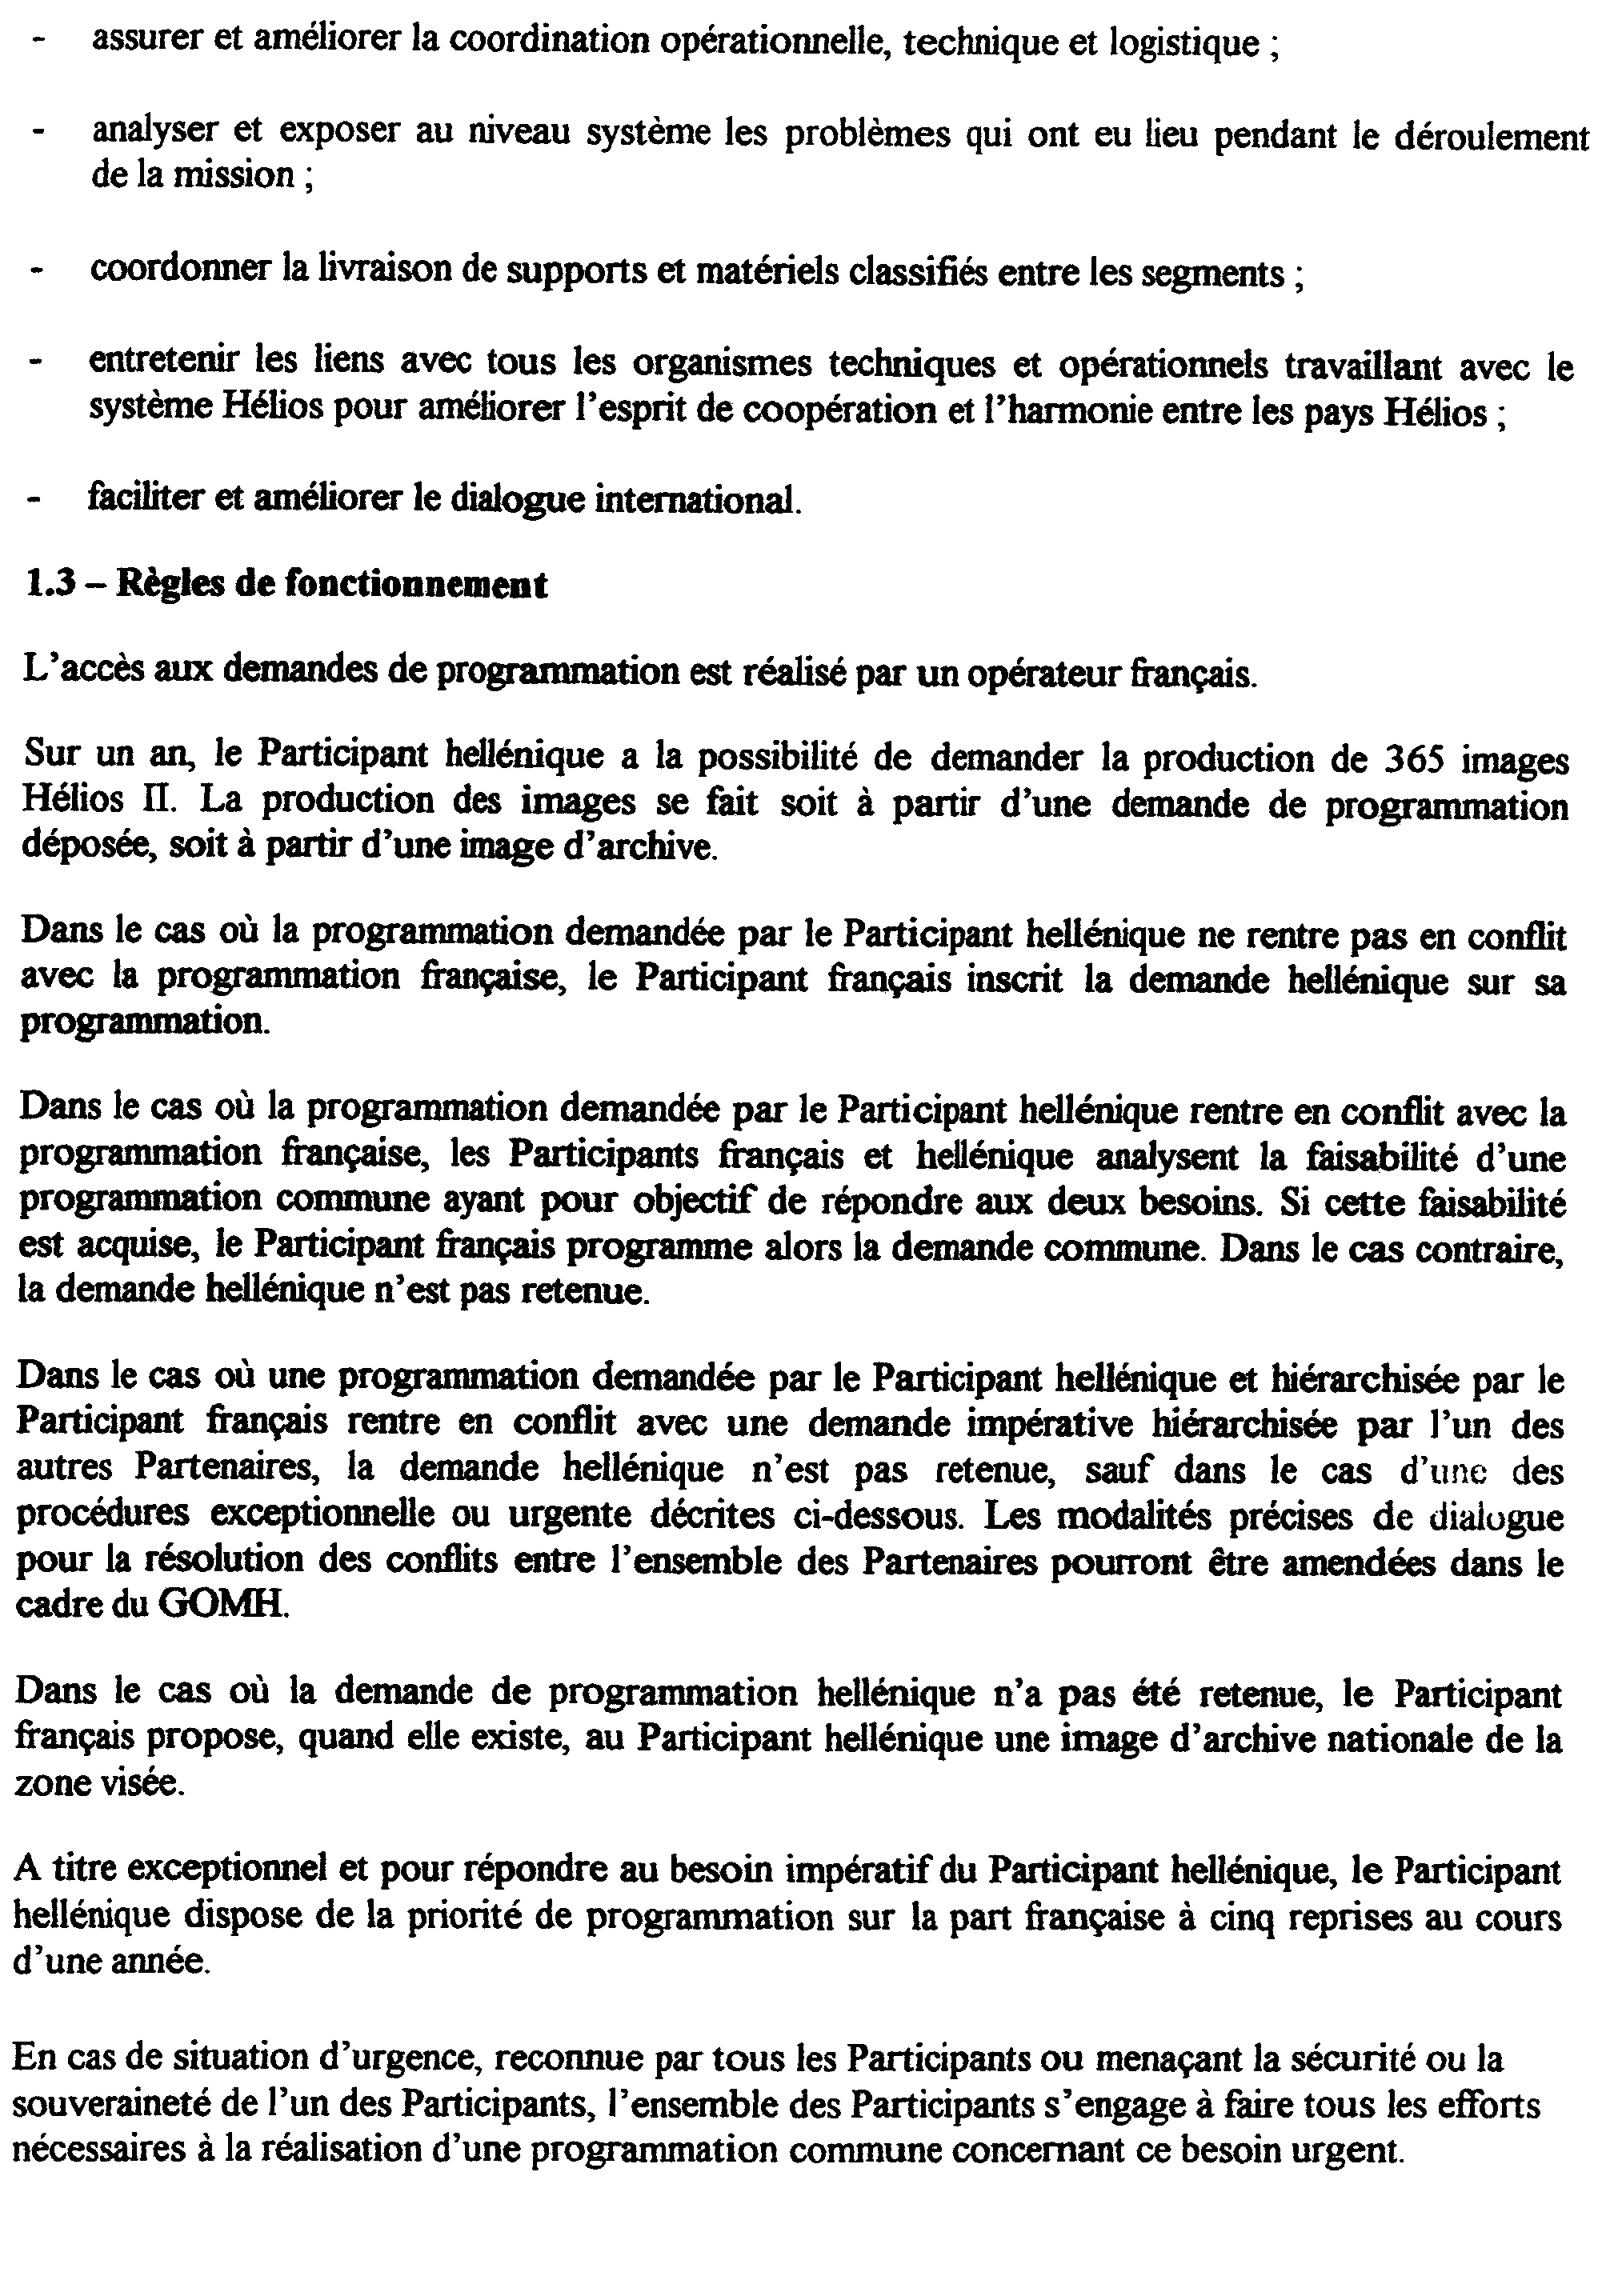 - assurer et améliorer la coordination opérationnelle, technique et logistique ;
- analyser et exposer au niveau système les problèmes qui ont eu lieu pendant le déroulement
de la mission ;
- coordonner la livraison de supports et matériels classifiés entre les segments ;
- entretenir les liens avec tous les organismes techniques et opérationnels travaillant avec le
système Hélios pour améliorer l'esprit de coopération et l'harmonie entre les pays Hélios ;
- faciliter et améliorer le dialogue international.
1.3 – Règles de fonctionnement
L'accès aux demandes de programmation est réalisé par un opérateur français.
Sur un an, le Participant hellénique a la possibilité de demander la production de 365 images
Hélios II. La production des images se fait soit à partir d'une demande de programmation
déposée, soit à partir d'une image d'archive.
Dans le cas où la programmation demandée par le Participant hellénique ne rentre pas en conflit
avec la programmation française, le Participant français inscrit la demande hellénique sur sa
programmation.
Dans le cas où la programmation demandée par le Participant hellénique rentre en conflit avec la
programmation française, les Participants français et hellénique analysent la faisabilité d'une
programmation commune ayant pour objectif de répondre aux deux besoins. Si cette faisabilité
est acquise, le Participant français programme alors la demande commune. Dans le cas contraire,
la demande hellénique n'est pas retenue.
Dans le cas où une programmation demandée par le Participant hellénique et hiérarchisée par le
Participant français rentre en conflit avec une demande impérative hiérarchisée par l'un des
autres Partenaires, la demande hellénique n'est pas retenue, sauf dans le cas d'une des
procédures exceptionnelle ou urgente décrites ci-dessous. Les modalités précises de dialogue
pour la résolution des conflits entre l'ensemble des Partenaires pourront être amendées dans le
cadre du GOMH.
Dans le cas où la demande de programmation hellénique n'a pas été retenue, le Participant
français propose, quand elle existe, au Participant hellénique une image d'archive nationale de la
zone visée.
A titre exceptionnel et pour répondre au besoin impératif du Participant hellénique, le Participant
hellénique dispose de la priorité de programmation sur la part française à cinq reprises au cours
d'une année.
En cas de situation d'urgence, reconnue par tous les Participants ou menaçant la sécurité ou la
souveraineté de l'un des Participants, l'ensemble des Participants s'engage à faire tous les efforts
nécessaires à la réalisation d'une programmation commune concernant ce besoin urgent.